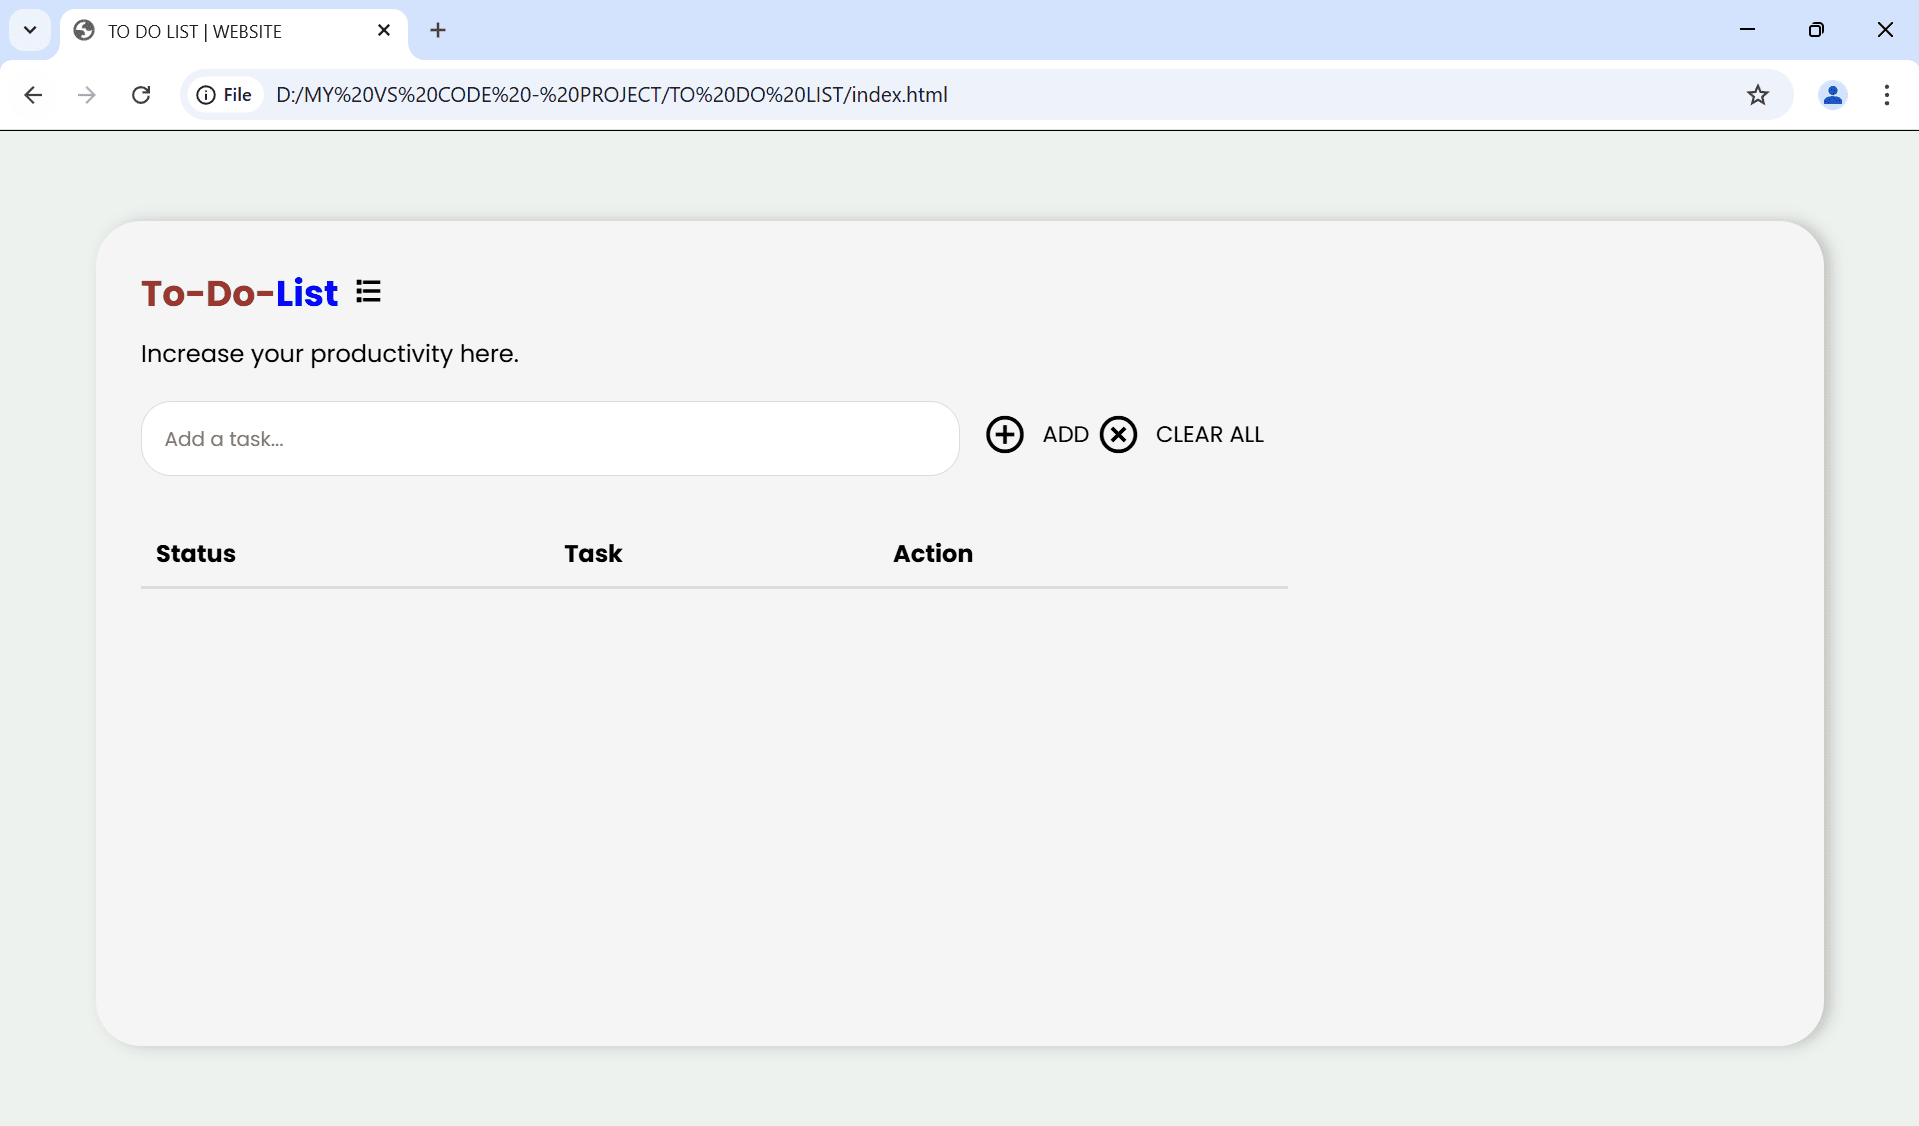 TO DO LIST | WEBSITE
File D:/MY%20VS%20CODE%20-%20PROJECT/TO%20DO%20LIST/index.html
To-Do-List
Increase your productivity here.
Add a task... ADD CLEAR ALL
Status Task Action